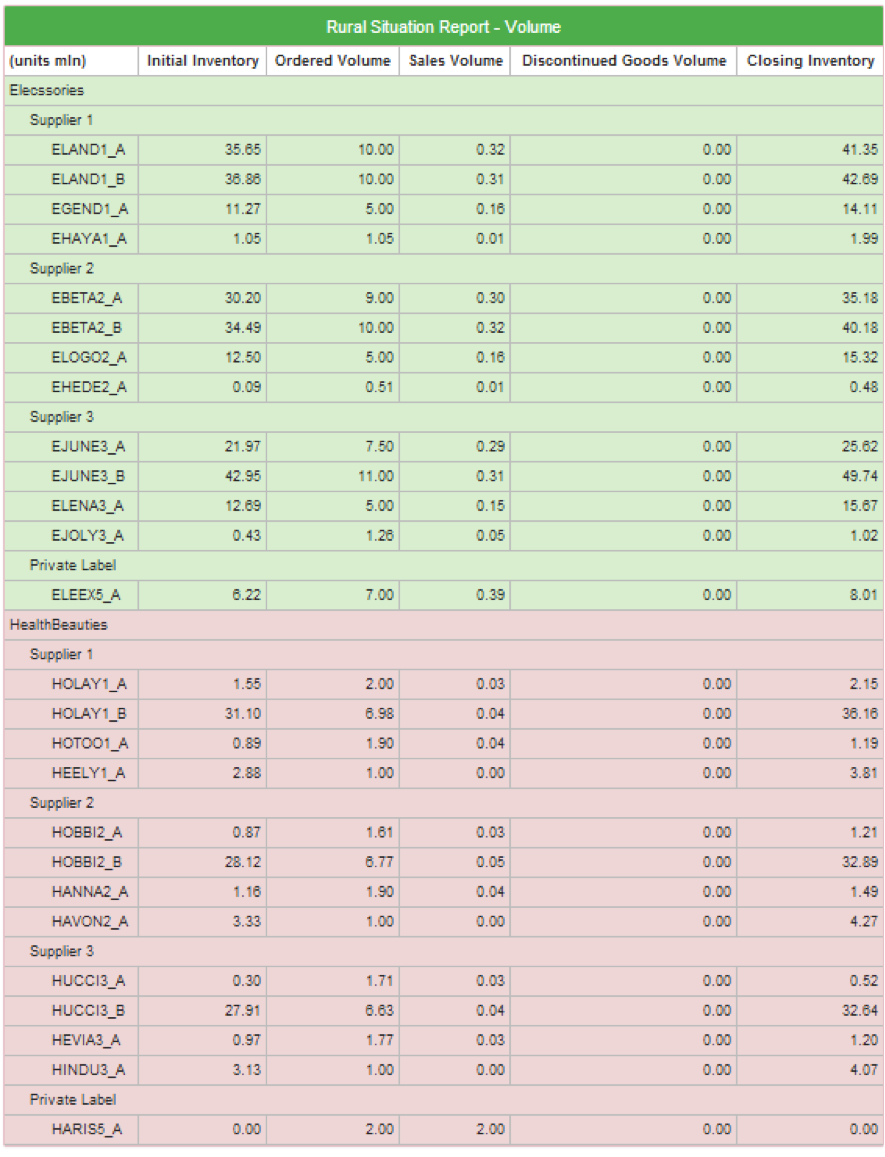 Rural Situation Report - Volume
(units mln) Initial Inventory Ordered Volume Sales Volume Discontinued Goods Volume Closing Inventory
Elecssories
Supplier 1
ELAND1_A 35.65 10.00 0.32 0.00 41.35
ELAND1_B 36.86 10.00 0.31 0.00 42.69
EGEND1_A 11.27 5.00 0.16 0.00 14.11
EHAYA1_A 1.05 1.05 0.01 0.00 1.99
Supplier 2
EBETA2_A 30.20 9.00 0.30 0.00 35.18
EBETA2_B 34.49 10.00 0.32 0.00 40.18
ELOGO2_A 12.50 5.00 0.16 0.00 15.32
EHEDE2_A 0.09 0.51 0.01 0.00 0.48
Supplier 3
EJUNE3_A 21.97 7.50 0.29 0.00 25.62
EJUNE3_B 42.95 11.00 0.31 0.00 49.74
ELENA3_A 12.69 5.00 0.15 0.00 15.67
EJOLY3_A 0.43 1.26 0.05 0.00 1.02
Private Label
ELEEX5_A 6.22 7.00 0.39 0.00 8.01
HealthBeauties
Supplier 1
HOLAY1_A 1.55 2.00 0.03 0.00 2.15
HOLAY1_B 31.10 6.98 0.04 0.00 36.16
HOTOO1_A 0.89 1.90 0.04 0.00 1.19
HEELY1_A 2.88 1.00 0.00 0.00 3.81
Supplier 2
HOBBI2_A 0.87 1.61 0.03 0.00 1.21
HOBBI2_B 28.12 6.77 0.05 0.00 32.89
HANNA2_A 1.16 1.90 0.04 0.00 1.49
HAVON2_A 3.33 1.00 0.00 0.00 4.27
Supplier 3
HUCCI3_A 0.30 1.71 0.03 0.00 0.52
HUCCI3_B 27.91 6.63 0.04 0.00 32.64
HEVIA3_A 0.97 1.77 0.03 0.00 1.20
HINDU3_A 3.13 1.00 0.00 0.00 4.07
Private Label
HARIS5_A 0.00 2.00 2.00 0.00 0.00